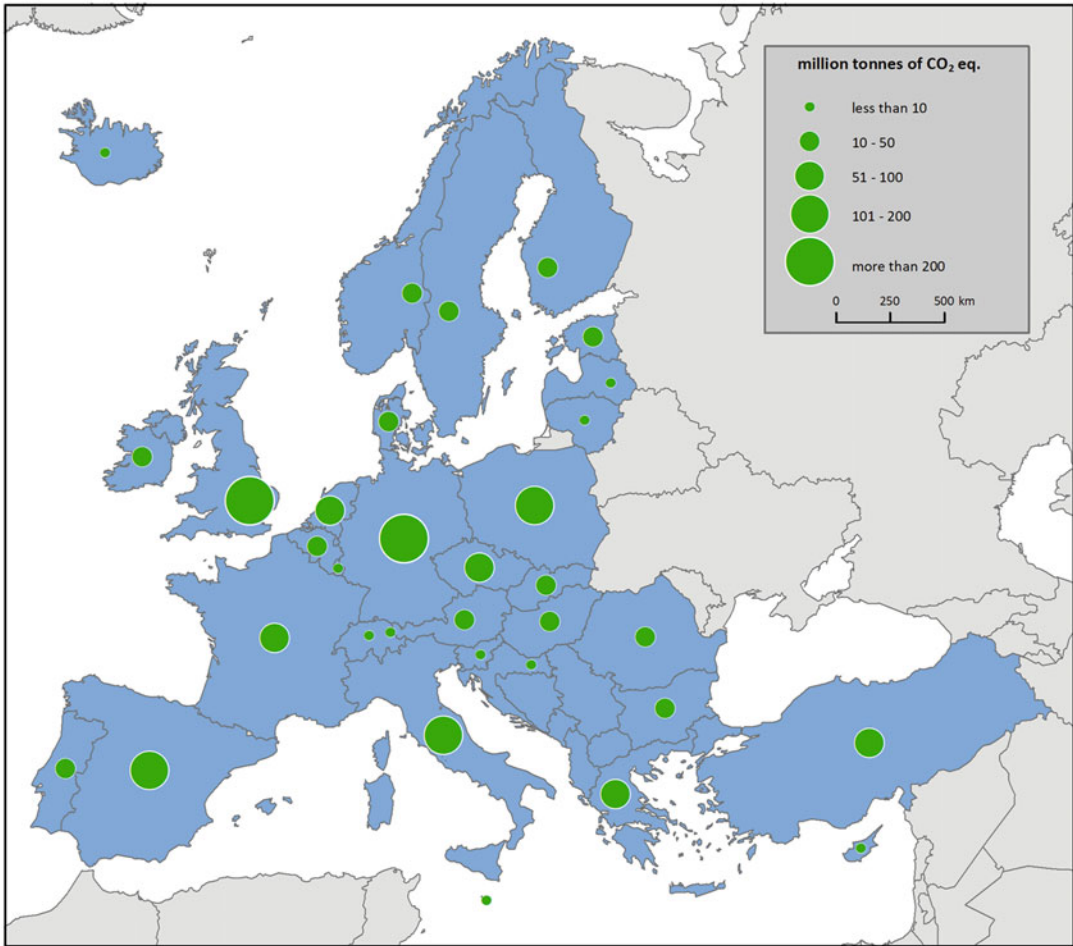 million tonnes of CO₂ eq.
less than 10
10 - 50
51 - 100
101 - 200
more than 200
0 250 500 km